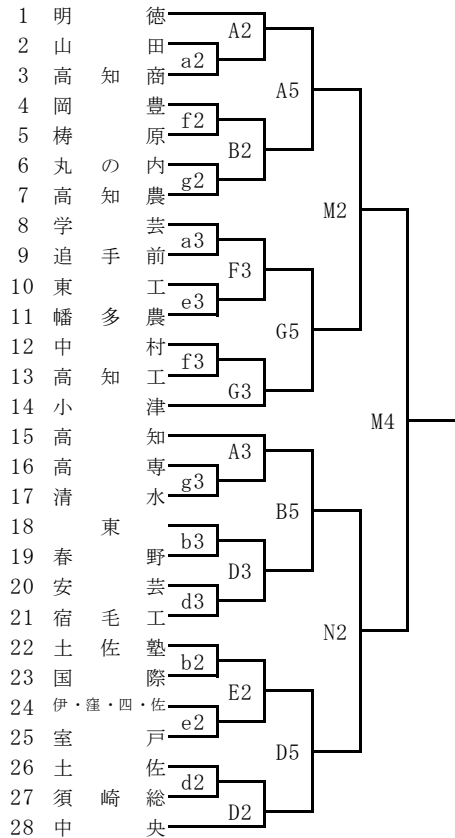 1 明徳
2 山田
3 高知商
4 岡豊
5 梼原
6 丸の内
7 高知農
8 学芸
9 追手前
10 東工
11 幡多農
12 中村
13 高知工
14 小津
15 高知
16 高専
17 清水
18 東
19 春野
20 安芸
21 宿毛工
22 土佐塾
23 国際
24 伊・窪・四・佐
25 室戸
26 土佐
27 須崎総
28 中央
a2
f2
g2
a3
e3
f3
g3
b3
d3
b2
e2
d2
A2
B2
F3
G3
A3
D3
E2
D2
A5
G5
B5
D5
M2
N2
M4